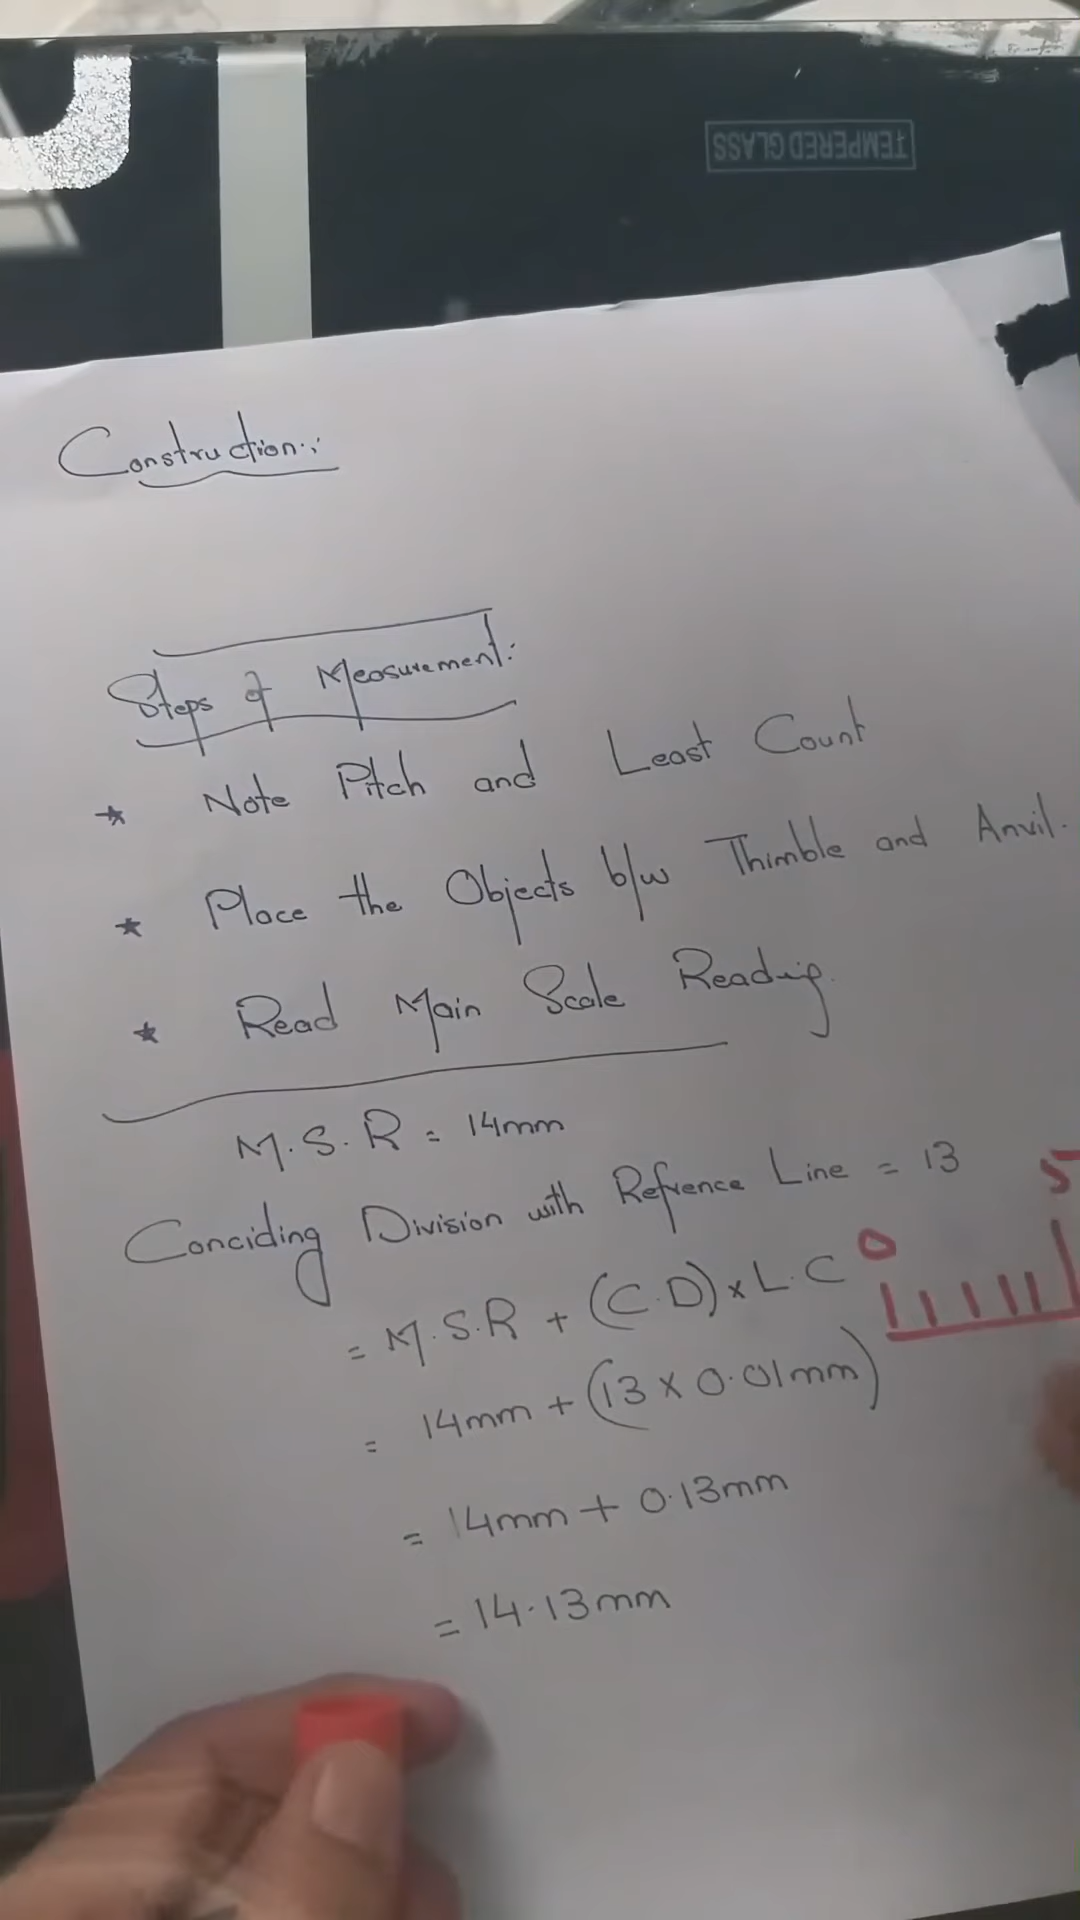 TEMPERED GLASS
Construction:
Steps of Measurement:
* Note Pitch and Least Count
* Place the Objects b/w Thimble and Anvil.
* Read Main Scale Reading.
M.S.R = 14mm
Conciding Division with Refrence Line = 13
= M.S.R + (C.D) × L.C
0 5
= 14mm + (13 × 0.01mm)
= 14mm + 0.13mm
= 14.13mm